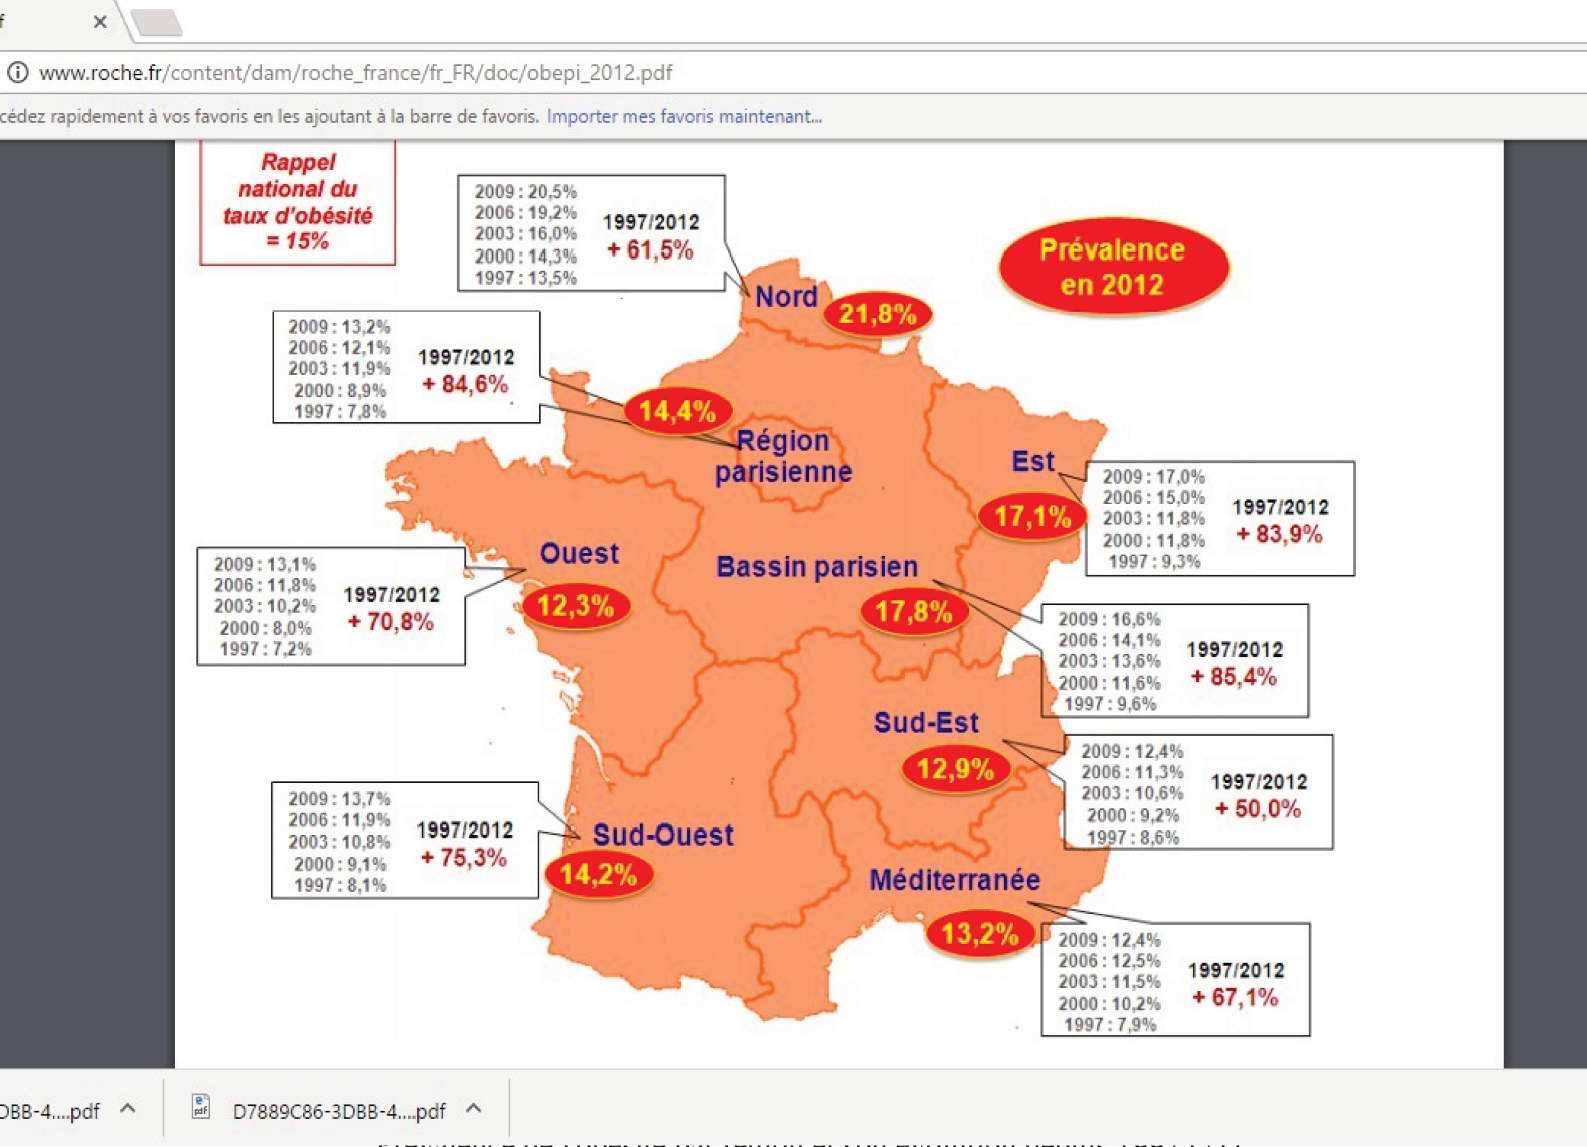 f
www.roche.fr/content/dam/roche_france/fr_FR/doc/obepi_2012.pdf
cédez rapidement à vos favoris en les ajoutant à la barre de favoris. Importer mes favoris maintenant...
Rappel
national du
taux d'obésité
= 15%
2009 : 20,5%
2006 : 19,2%
2003 : 16,0%
2000 : 14,3%
1997 : 13,5%
1997/2012
+ 61,5%
Prévalence
en 2012
Nord
21,8%
2009 : 13,2%
2006 : 12,1%
2003 : 11,9%
2000 : 8,9%
1997 : 7,8%
1997/2012
+ 84,6%
14,4%
Région
parisienne
Est
17,1%
2009 : 17,0%
2006 : 15,0%
2003 : 11,8%
2000 : 11,8%
1997 : 9,3%
1997/2012
+ 83,9%
2009 : 13,1%
2006 : 11,8%
2003 : 10,2%
2000 : 8,0%
1997 : 7,2%
1997/2012
+ 70,8%
Ouest
12,3%
Bassin parisien
17,8%
2009 : 16,6%
2006 : 14,1%
2003 : 13,6%
2000 : 11,6%
1997 : 9,6%
1997/2012
+ 85,4%
Sud-Est
12,9%
2009 : 12,4%
2006 : 11,3%
2003 : 10,6%
2000 : 9,2%
1997 : 8,6%
1997/2012
+ 50,0%
2009 : 13,7%
2006 : 11,9%
2003 : 10,8%
2000 : 9,1%
1997 : 8,1%
1997/2012
+ 75,3%
Sud-Ouest
14,2%
Méditerranée
13,2%
2009 : 12,4%
2006 : 12,5%
2003 : 11,5%
2000 : 10,2%
1997 : 7,9%
1997/2012
+ 67,1%
DBB-4....pdf
pdf
D7889C86-3DBB-4....pdf